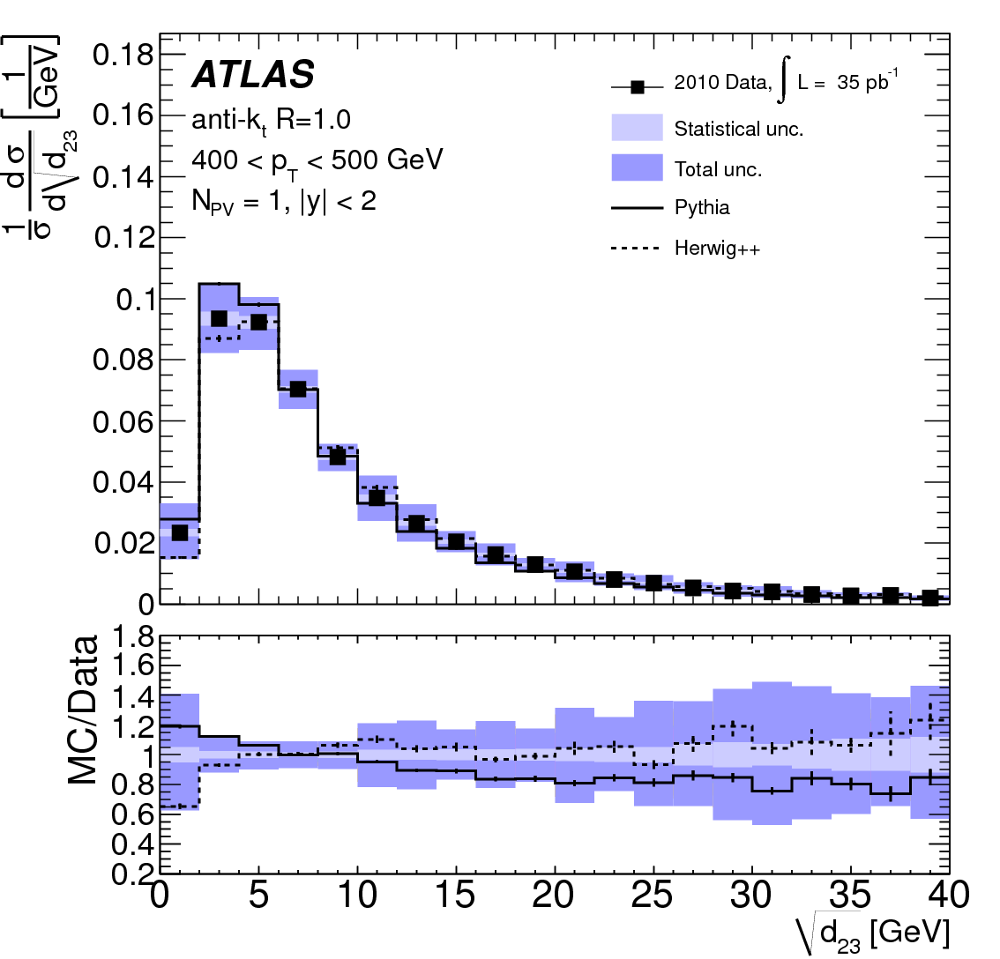 1/σ dσ/d√d23 [1/GeV]
0.18
0.16
0.14
0.12
0.1
0.08
0.06
0.04
0.02
0
ATLAS
anti-kt R=1.0
400 < pT < 500 GeV
NPV = 1, |y| < 2
2010 Data, ∫ L = 35 pb-1
Statistical unc.
Total unc.
Pythia
Herwig++
MC/Data
1.8
1.6
1.4
1.2
1
0.8
0.6
0.4
0.2
0 5 10 15 20 25 30 35 40
√d23 [GeV]